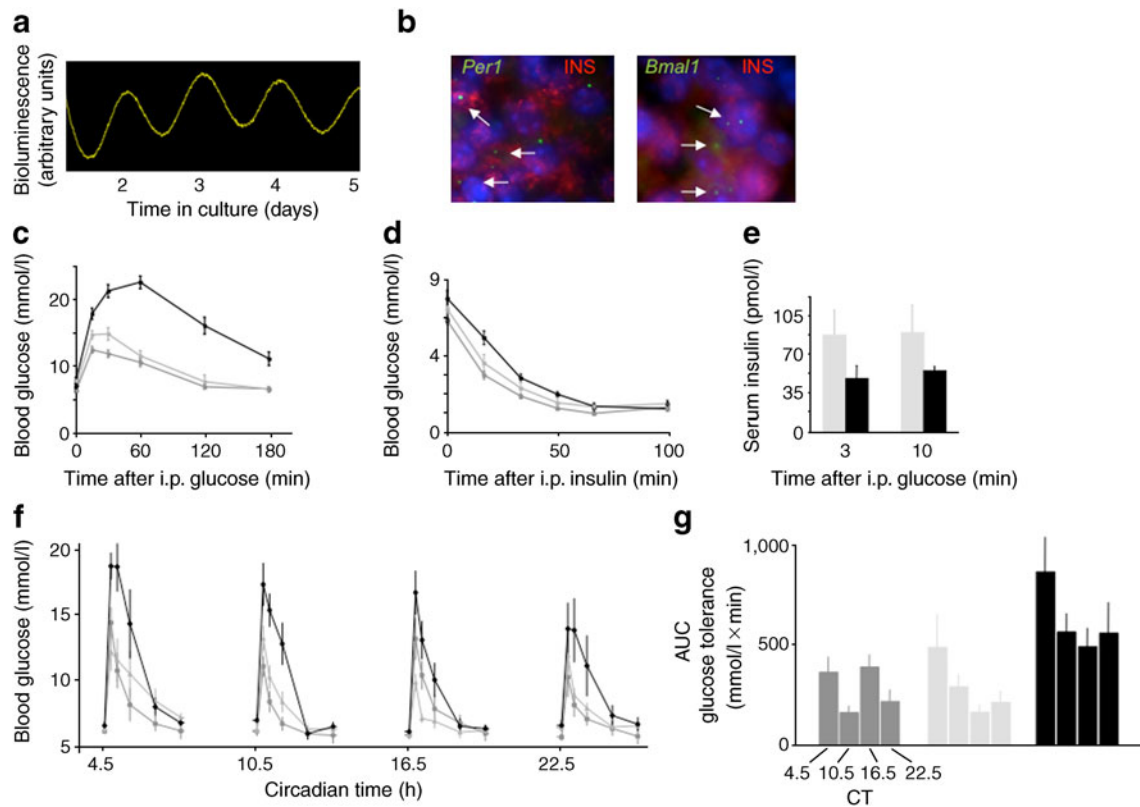 a
Bioluminescence
(arbitrary units)
2 3 4 5
Time in culture (days)
b
Per1 INS
Bmal1 INS
c
Blood glucose (mmol/l)
20
10
0
0 60 120 180
Time after i.p. glucose (min)
d
Blood glucose (mmol/l)
9
4
0
0 50 100
Time after i.p. insulin (min)
e
Serum insulin (pmol/l)
105
70
35
0
3 10
Time after i.p. glucose (min)
f
Blood glucose (mmol/l)
20
15
10
5
4.5 10.5 16.5 22.5
Circadian time (h)
g
AUC
glucose tolerance
(mmol/l × min)
1,000
500
0
4.5 10.5 16.5 22.5
CT